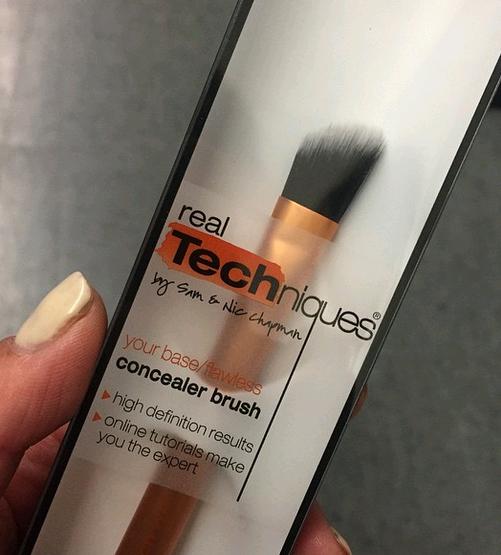 real
Techniques®
by Sam & Nic Chapman
your base/flawless
concealer brush
high definition results
online tutorials make
you the expert